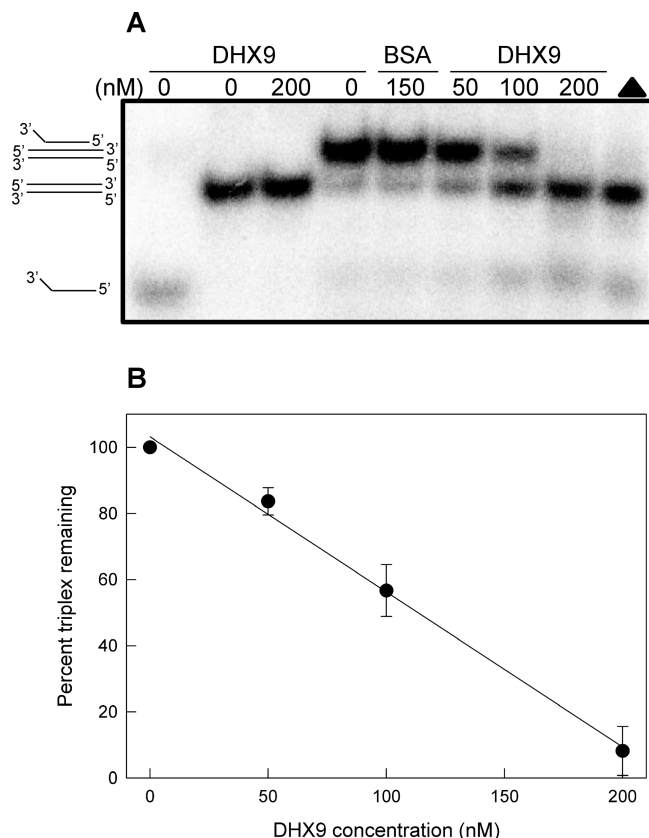 A
DHX9 BSA DHX9
(nM) 0 0 200 0 150 50 100 200
3’ 5’
5’ 3’
3’ 5’
5’ 3’
3’ 5’
3’ 5’
B
100
80
60
40
20
0
Percent triplex remaining
0 50 100 150 200
DHX9 concentration (nM)